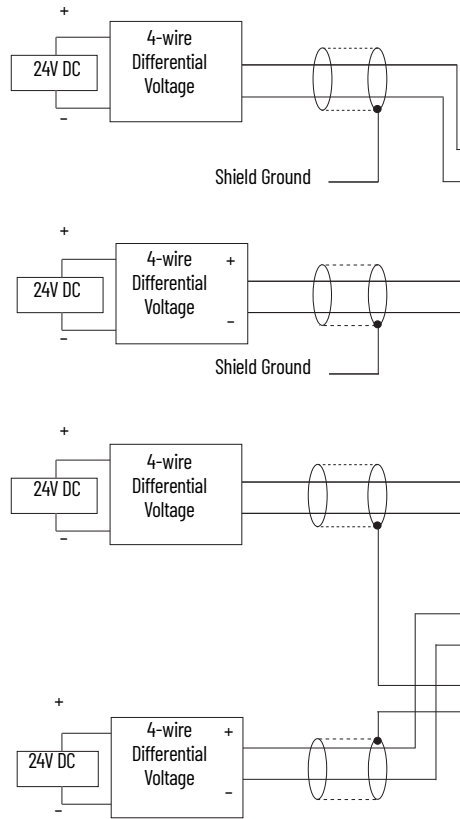 +
4-wire
Differential
Voltage
24V DC
–
Shield Ground
+
4-wire +
Differential
24V DC
Voltage
–
–
Shield Ground
+
4-wire
Differential
24V DC
Voltage
–
+
4-wire +
Differential
24V DC
Voltage
–
–